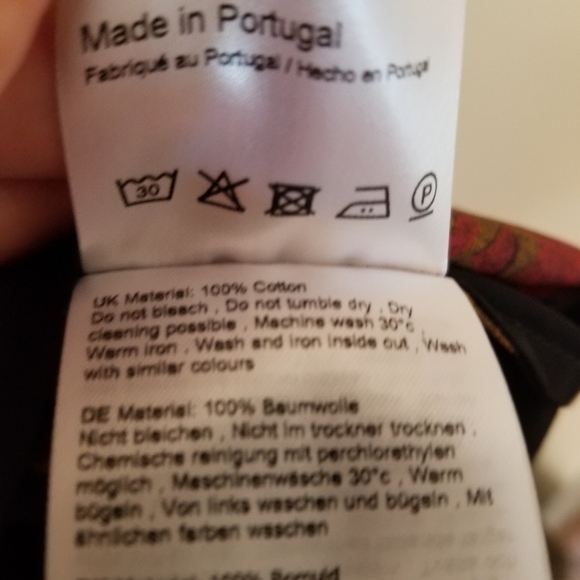 Made in Portugal
Fabriqué au Portugal / Hecho en Portugal
30 P
UK Material: 100% Cotton
Do not bleach , Do not tumble dry , Dry
cleaning possible , Machine wash 30°c ,
Warm iron , Wash and iron inside out , Wash
with similar colours
DE Material: 100% Baumwolle
Nicht bleichen , Nicht im trockner trocknen ,
Chemische reinigung mit perchlorethylen
möglich , Maschinenwäsche 30°c , Warm
bügeln , Von links waschen und bügeln , Mit
ähnlichen farben waschen
100%